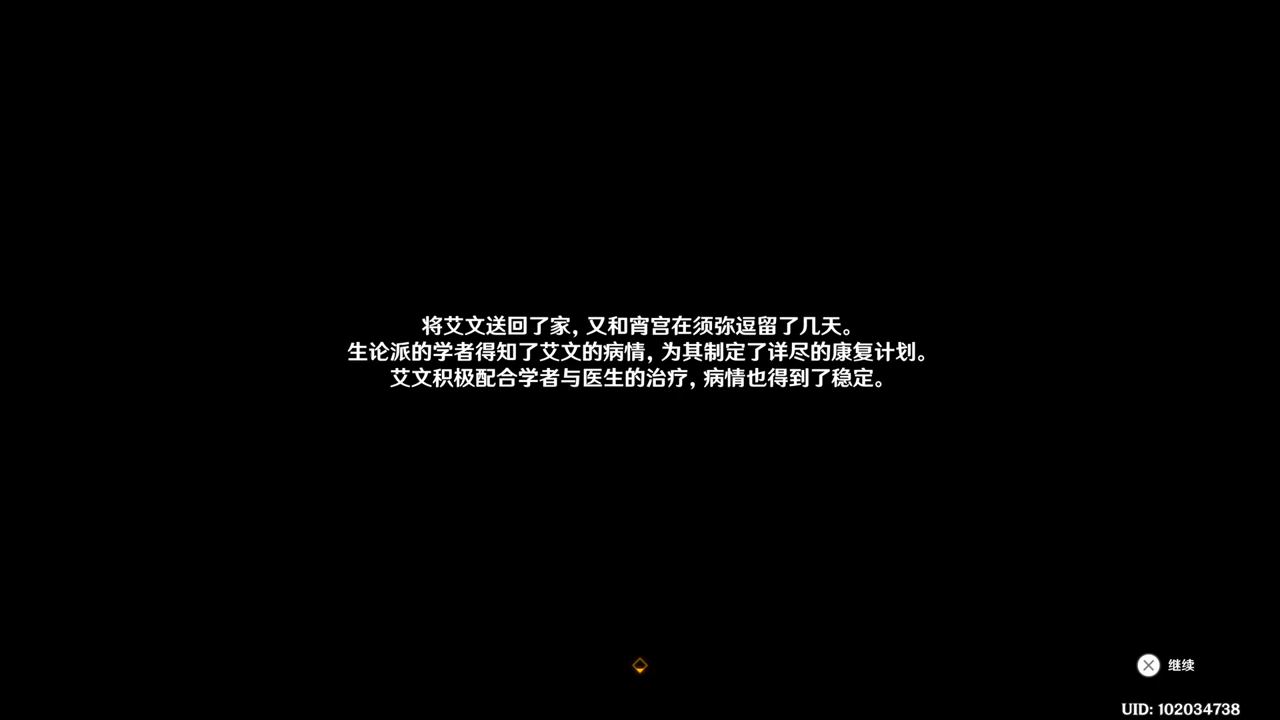 将艾文送回了家，又和宵宫在须弥逗留了几天。
生论派的学者得知了艾文的病情，为其制定了详尽的康复计划。
艾文积极配合学者与医生的治疗，病情也得到了稳定。
继续
UID: 102034738